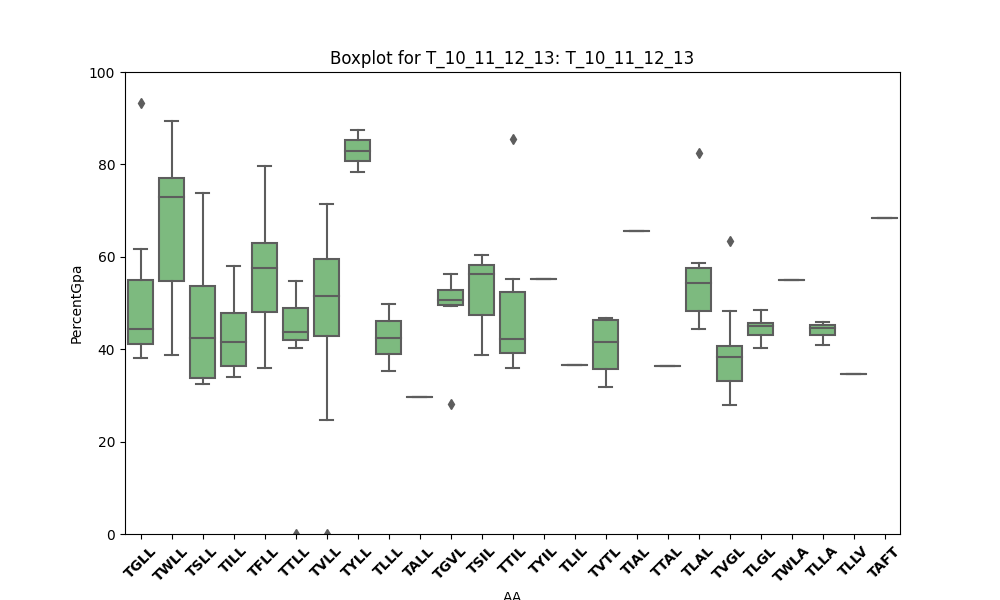 Boxplot for T_10_11_12_13: T_10_11_12_13
PercentGpa
100
80
60
40
20
0
TGLL TWLL TSLL TILL TFLL TTLL TVLL TYLL TLLL TALL TGVL TSIL TTIL TYIL TLIL TVTL TIAL TTAL TLAL TVGL TLGL TWLA TLLA TLLV TAFT
AA